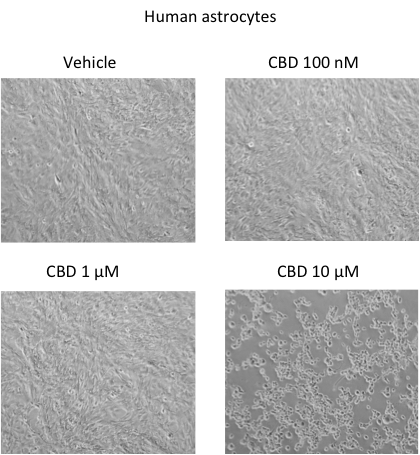 Human astrocytes
Vehicle
CBD 100 nM
CBD 1 µM
CBD 10 µM